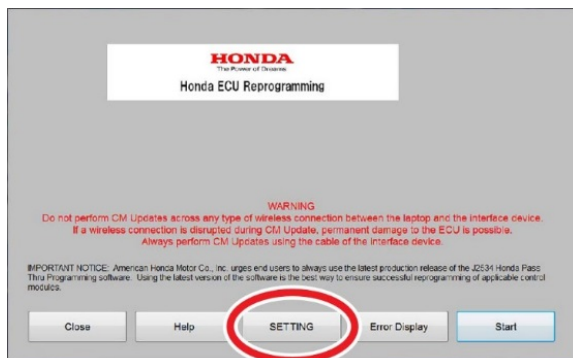 HONDA
The Power of Dreams
Honda ECU Reprogramming
WARNING
Do not perform CM Updates across any type of wireless connection between the laptop and the interface device.
If a wireless connection is disrupted during CM Update, permanent damage to the ECU is possible.
Always perform CM Updates using the cable of the interface device.
IMPORTANT NOTICE: American Honda Motor Co., Inc. urges end users to always use the latest production release of the J2534 Honda Pass
Thru Programming software. Using the latest version of the software is the best way to ensure successful reprogramming of applicable control
modules.
Close Help SETTING Error Display Start